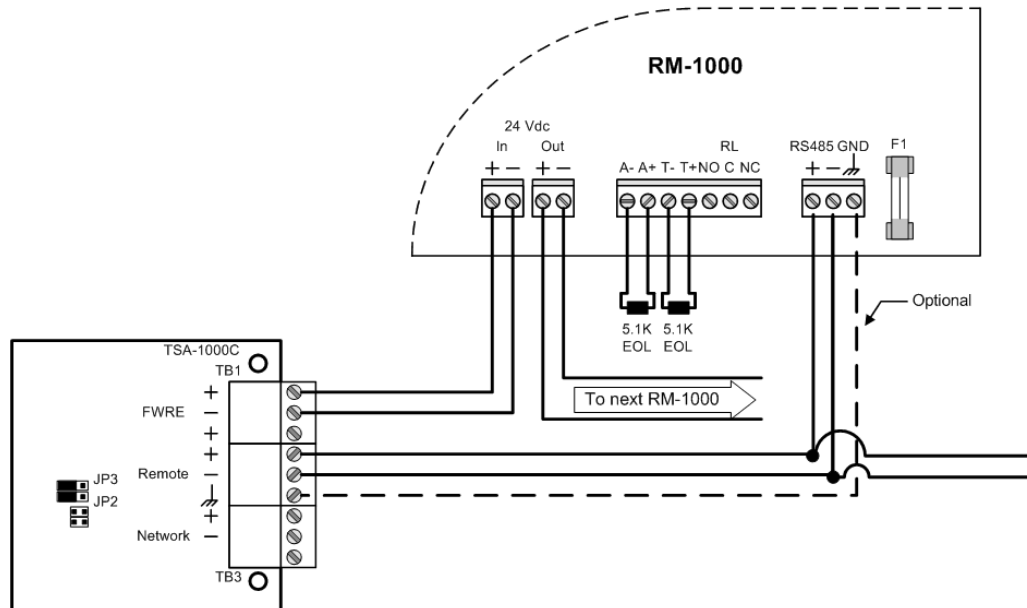 RM-1000
24 Vdc
In Out
+ − + −
RL
A- A+ T- T+ NO C NC
RS485 GND
+ −
F1
5.1K 5.1K
EOL EOL
Optional
To next RM-1000
TSA-1000C
TB1
+
FWRE −
+
+
Remote −
JP3
JP2
+
Network −
TB3